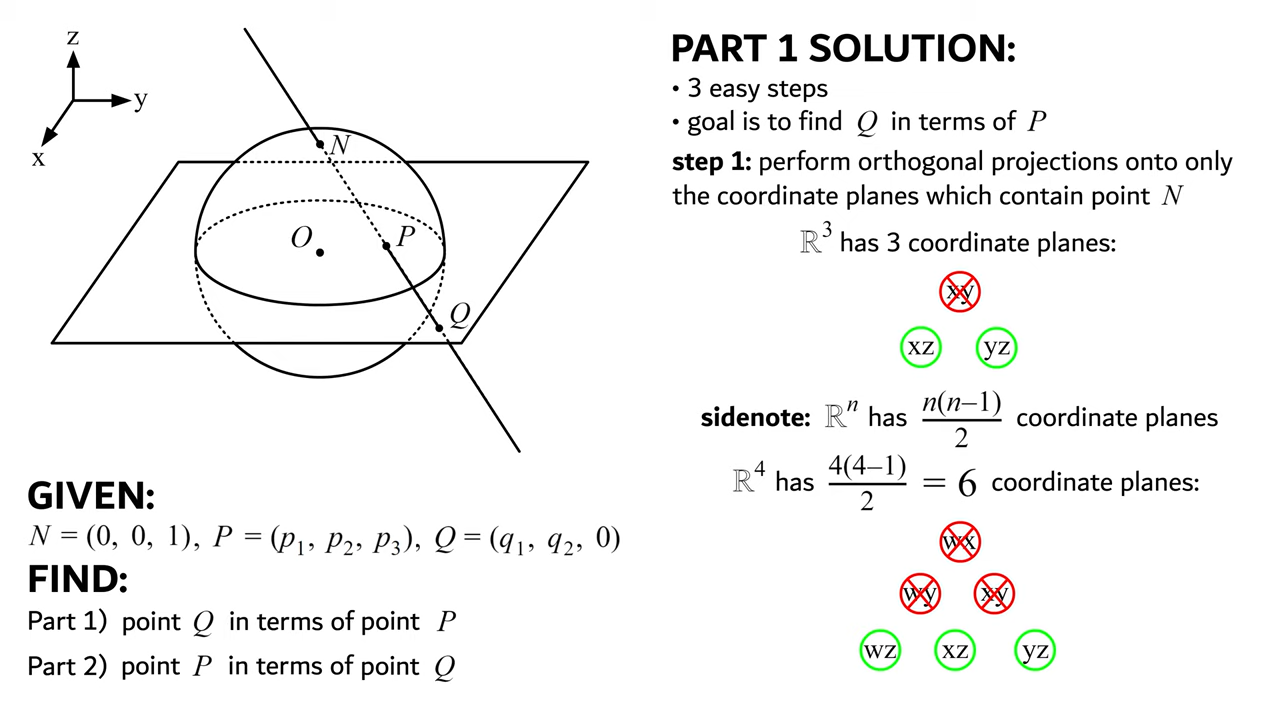 z
y
x
N
O
P
Q
GIVEN:
N = (0, 0, 1), P = (p₁, p₂, p₃), Q = (q₁, q₂, 0)
FIND:
Part 1) point Q in terms of point P
Part 2) point P in terms of point Q
PART 1 SOLUTION:
• 3 easy steps
• goal is to find Q in terms of P
step 1: perform orthogonal projections onto only
the coordinate planes which contain point N
ℝ³ has 3 coordinate planes:
xy
xz yz
sidenote: ℝⁿ has n(n–1)/2 coordinate planes
ℝ⁴ has 4(4–1)/2 = 6 coordinate planes:
wx
wy xy
wz xz yz